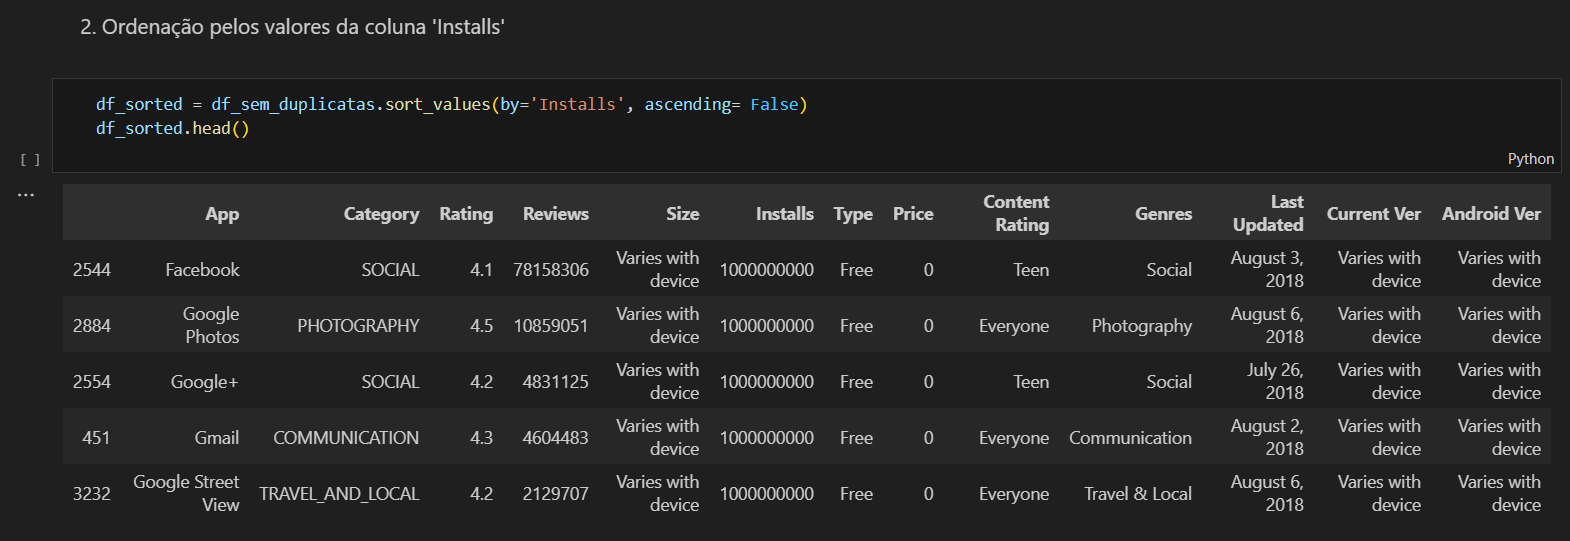 2. Ordenação pelos valores da coluna 'Installs'
df_sorted = df_sem_duplicatas.sort_values(by='Installs', ascending= False)
df_sorted.head()
[ ]
Python
...
App Category Rating Reviews Size Installs Type Price Content Rating Genres Last Updated Current Ver Android Ver
2544 Facebook SOCIAL 4.1 78158306 Varies with device 1000000000 Free 0 Teen Social August 3, 2018 Varies with device Varies with device
2884 Google Photos PHOTOGRAPHY 4.5 10859051 Varies with device 1000000000 Free 0 Everyone Photography August 6, 2018 Varies with device Varies with device
2554 Google+ SOCIAL 4.2 4831125 Varies with device 1000000000 Free 0 Teen Social July 26, 2018 Varies with device Varies with device
451 Gmail COMMUNICATION 4.3 4604483 Varies with device 1000000000 Free 0 Everyone Communication August 2, 2018 Varies with device Varies with device
3232 Google Street View TRAVEL_AND_LOCAL 4.2 2129707 Varies with device 1000000000 Free 0 Everyone Travel & Local August 6, 2018 Varies with device Varies with device